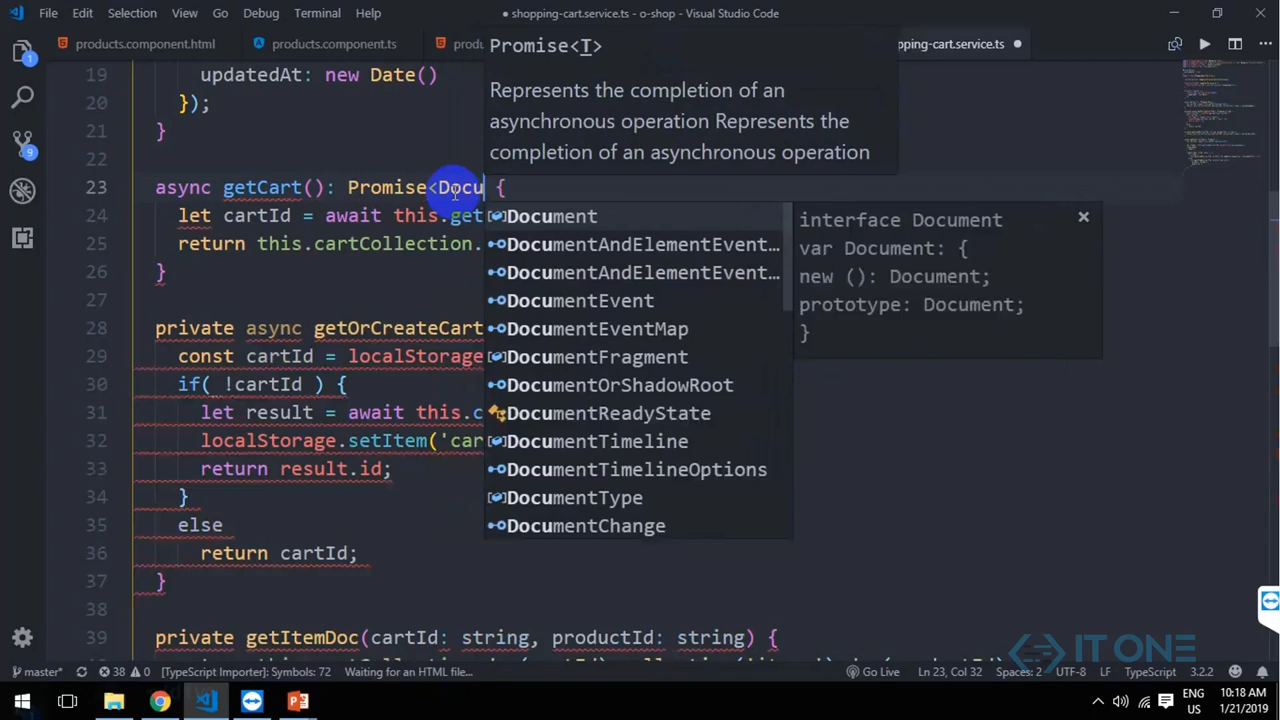 File Edit Selection View Go Debug Terminal Help
● shopping-cart.service.ts - o-shop - Visual Studio Code
products.component.html products.component.ts produ pping-cart.service.ts
Promise<T>
Represents the completion of an
asynchronous operation Represents the
completion of an asynchronous operation
19 updatedAt: new Date()
20 });
21 }
22
23 async getCart(): Promise<Docu {
24 let cartId = await this.get
25 return this.cartCollection.
26 }
27
28 private async getOrCreateCart
29 const cartId = localStorage
30 if( !cartId ) {
31 let result = await this.c
32 localStorage.setItem('car
33 return result.id;
34 }
35 else
36 return cartId;
37 }
38
39 private getItemDoc(cartId: string, productId: string) {
Document
DocumentAndElementEvent…
DocumentAndElementEvent…
DocumentEvent
DocumentEventMap
DocumentFragment
DocumentOrShadowRoot
DocumentReadyState
DocumentTimeline
DocumentTimelineOptions
DocumentType
DocumentChange
interface Document
var Document: {
new (): Document;
prototype: Document;
}
1
9
IT ONE
master* 38 0 [TypeScript Importer]: Symbols: 72 Waiting for an HTML file... Go Live Ln 23, Col 32 Spaces: 2 UTF-8 LF TypeScript 3.2.2
ENG 10:18 AM
US 1/21/2019